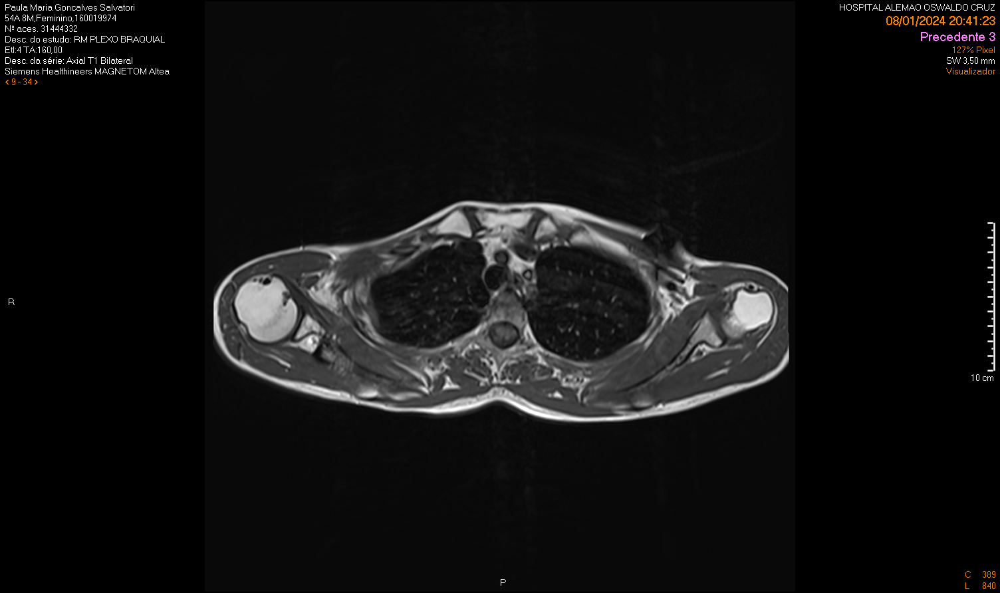 Paula Maria Goncalves Salvatori
54A 8M,Feminino,160019974
Nº aces. 31444332
Desc. do estudo: RM PLEXO BRAQUIAL
Etl:4 TA:160,00
Desc. da série: Axial T1 Bilateral
Siemens Healthineers MAGNETOM Altea
< 9 - 34 >
HOSPITAL ALEMAO OSWALDO CRUZ
08/01/2024 20:41:23
Precedente 3
127% Pixel
SW 3,50 mm
Visualizador
R
10 cm
P
C 389
L 840